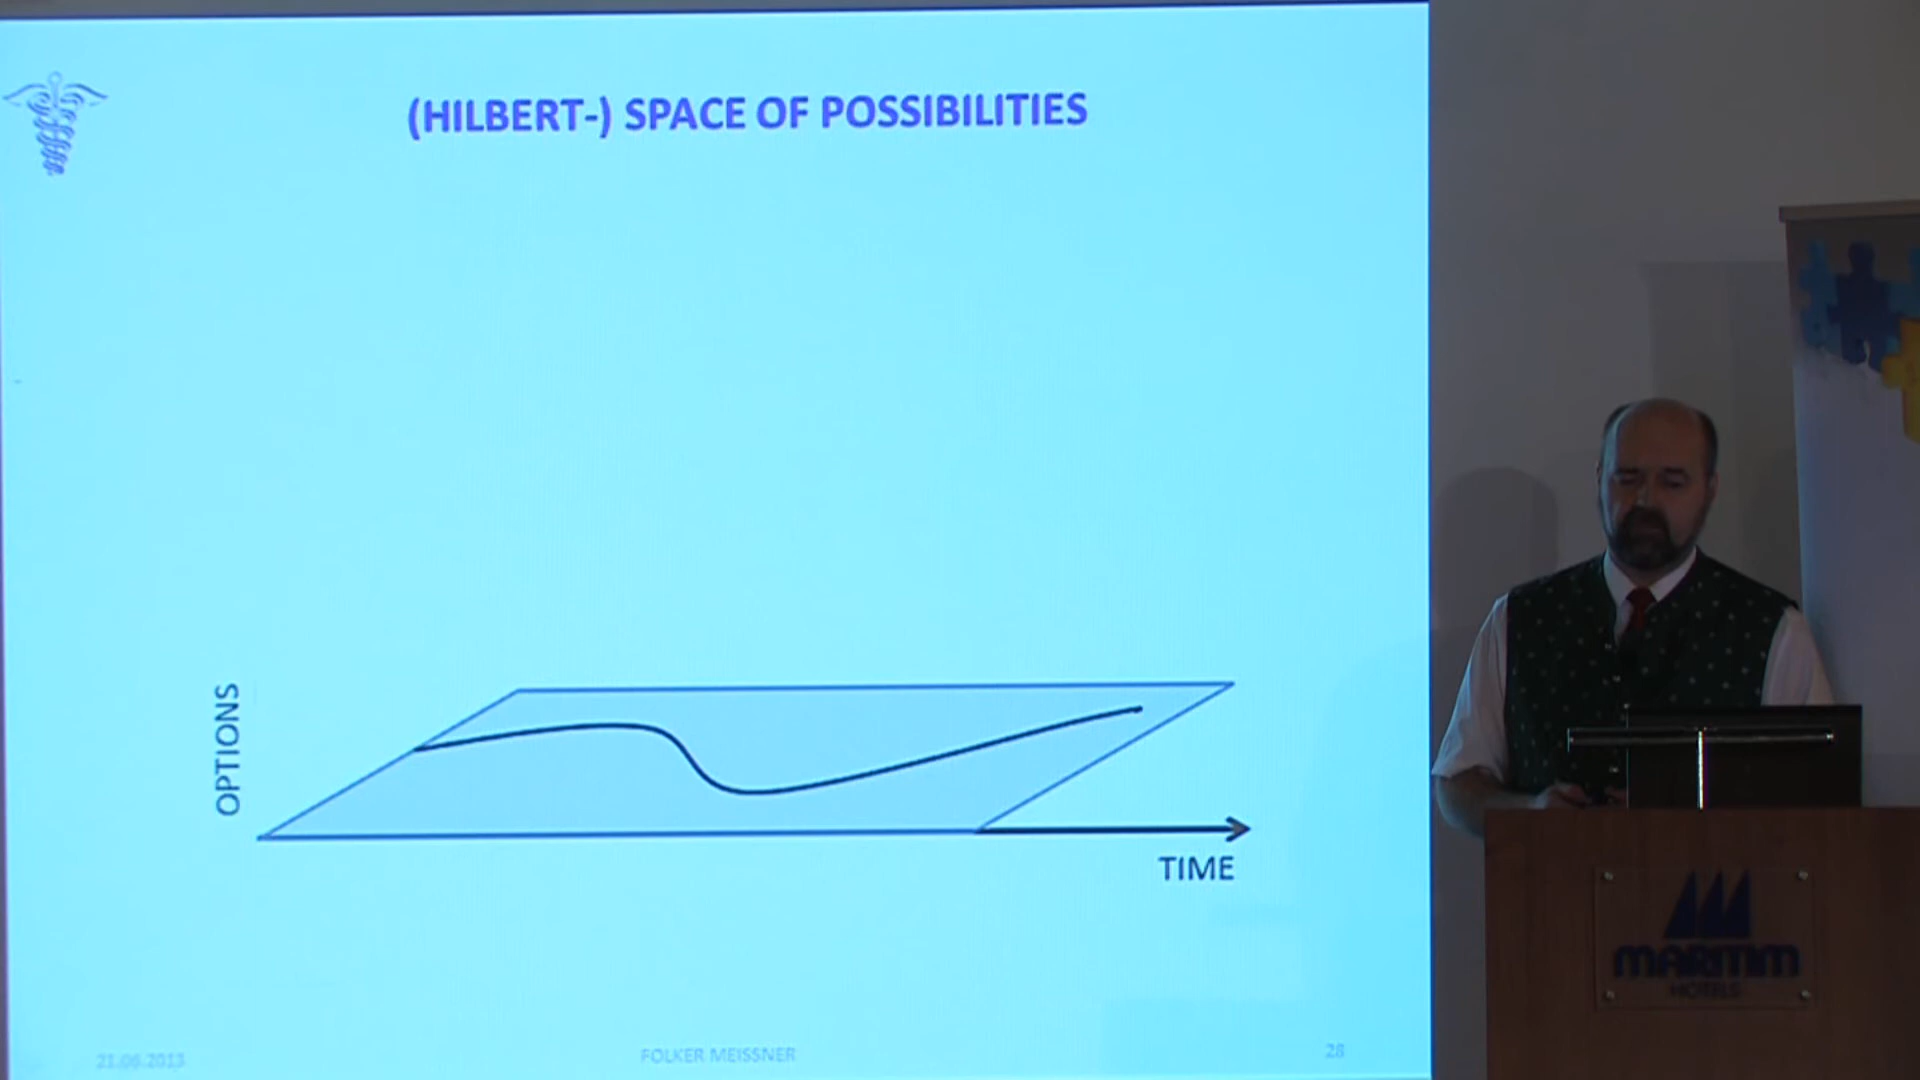 (HILBERT-) SPACE OF POSSIBILITIES
OPTIONS
TIME
21.06.2013
FOLKER MEISSNER
28
MARITIM
HOTELS